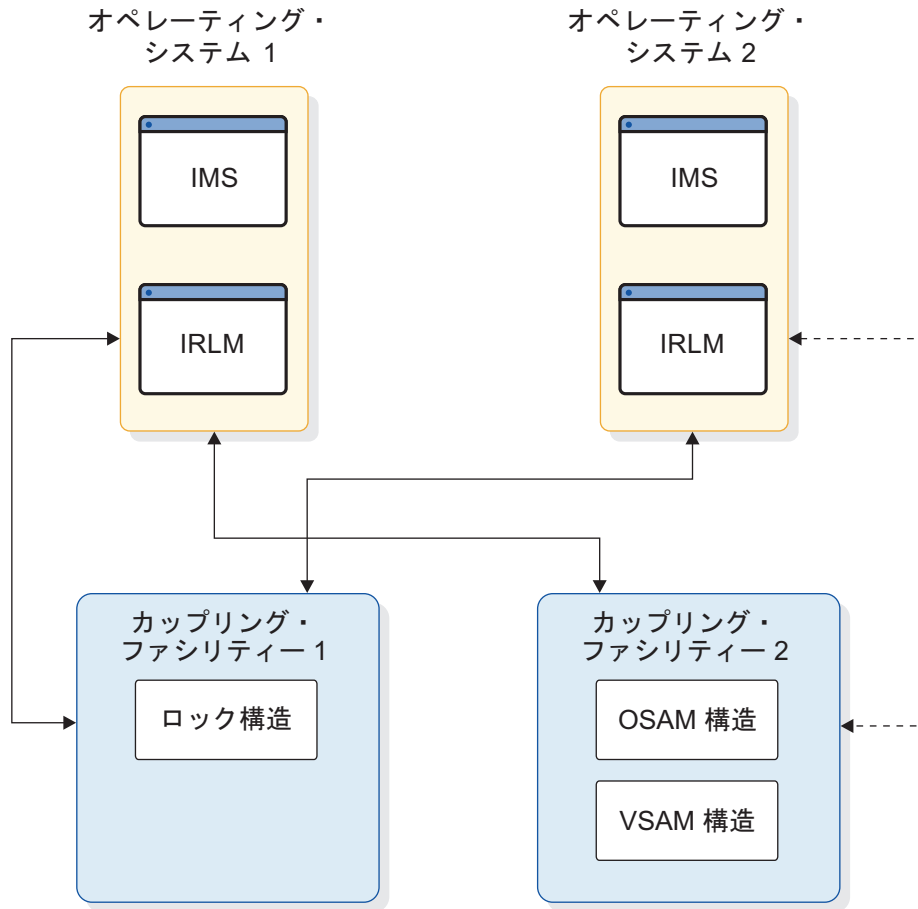 オペレーティング・
システム 1
オペレーティング・
システム 2
IMS
IRLM
IMS
IRLM
カップリング・
ファシリティー 1
ロック構造
カップリング・
ファシリティー 2
OSAM 構造
VSAM 構造